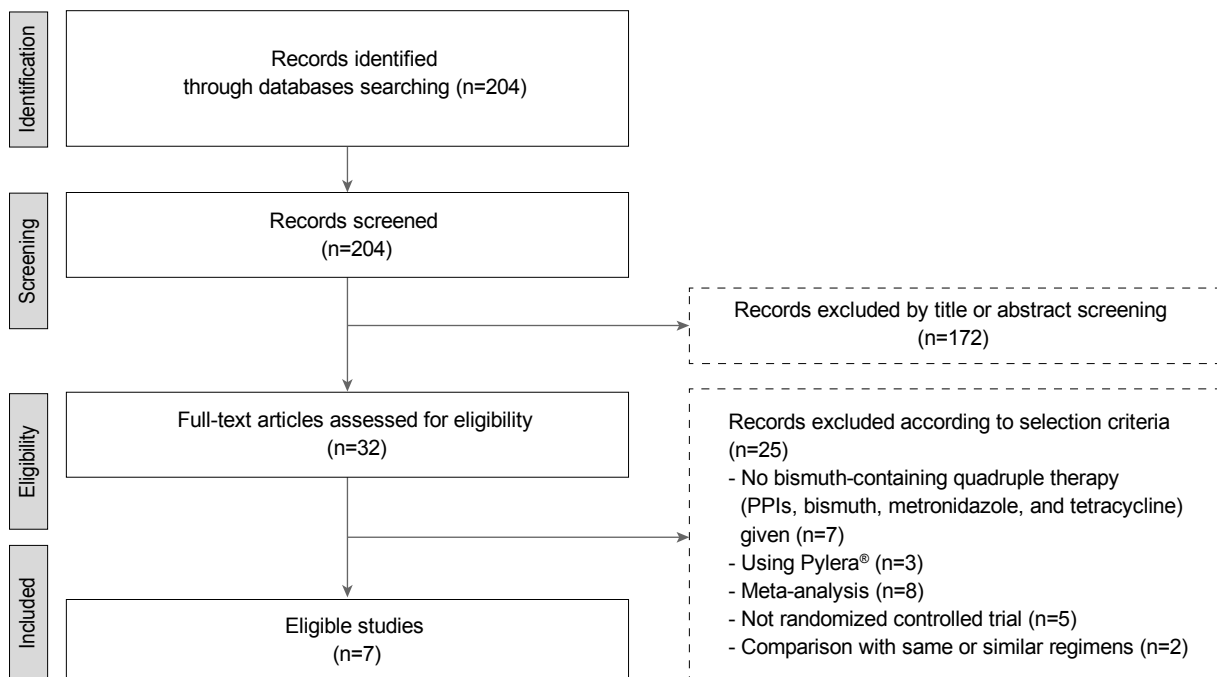 Identification
Records identified
through databases searching (n=204)
Screening
Records screened
(n=204)
Records excluded by title or abstract screening
(n=172)
Eligibility
Full-text articles assessed for eligibility
(n=32)
Records excluded according to selection criteria
(n=25)
- No bismuth-containing quadruple therapy
(PPIs, bismuth, metronidazole, and tetracycline)
given (n=7)
- Using Pylera® (n=3)
- Meta-analysis (n=8)
- Not randomized controlled trial (n=5)
- Comparison with same or similar regimens (n=2)
Included
Eligible studies
(n=7)